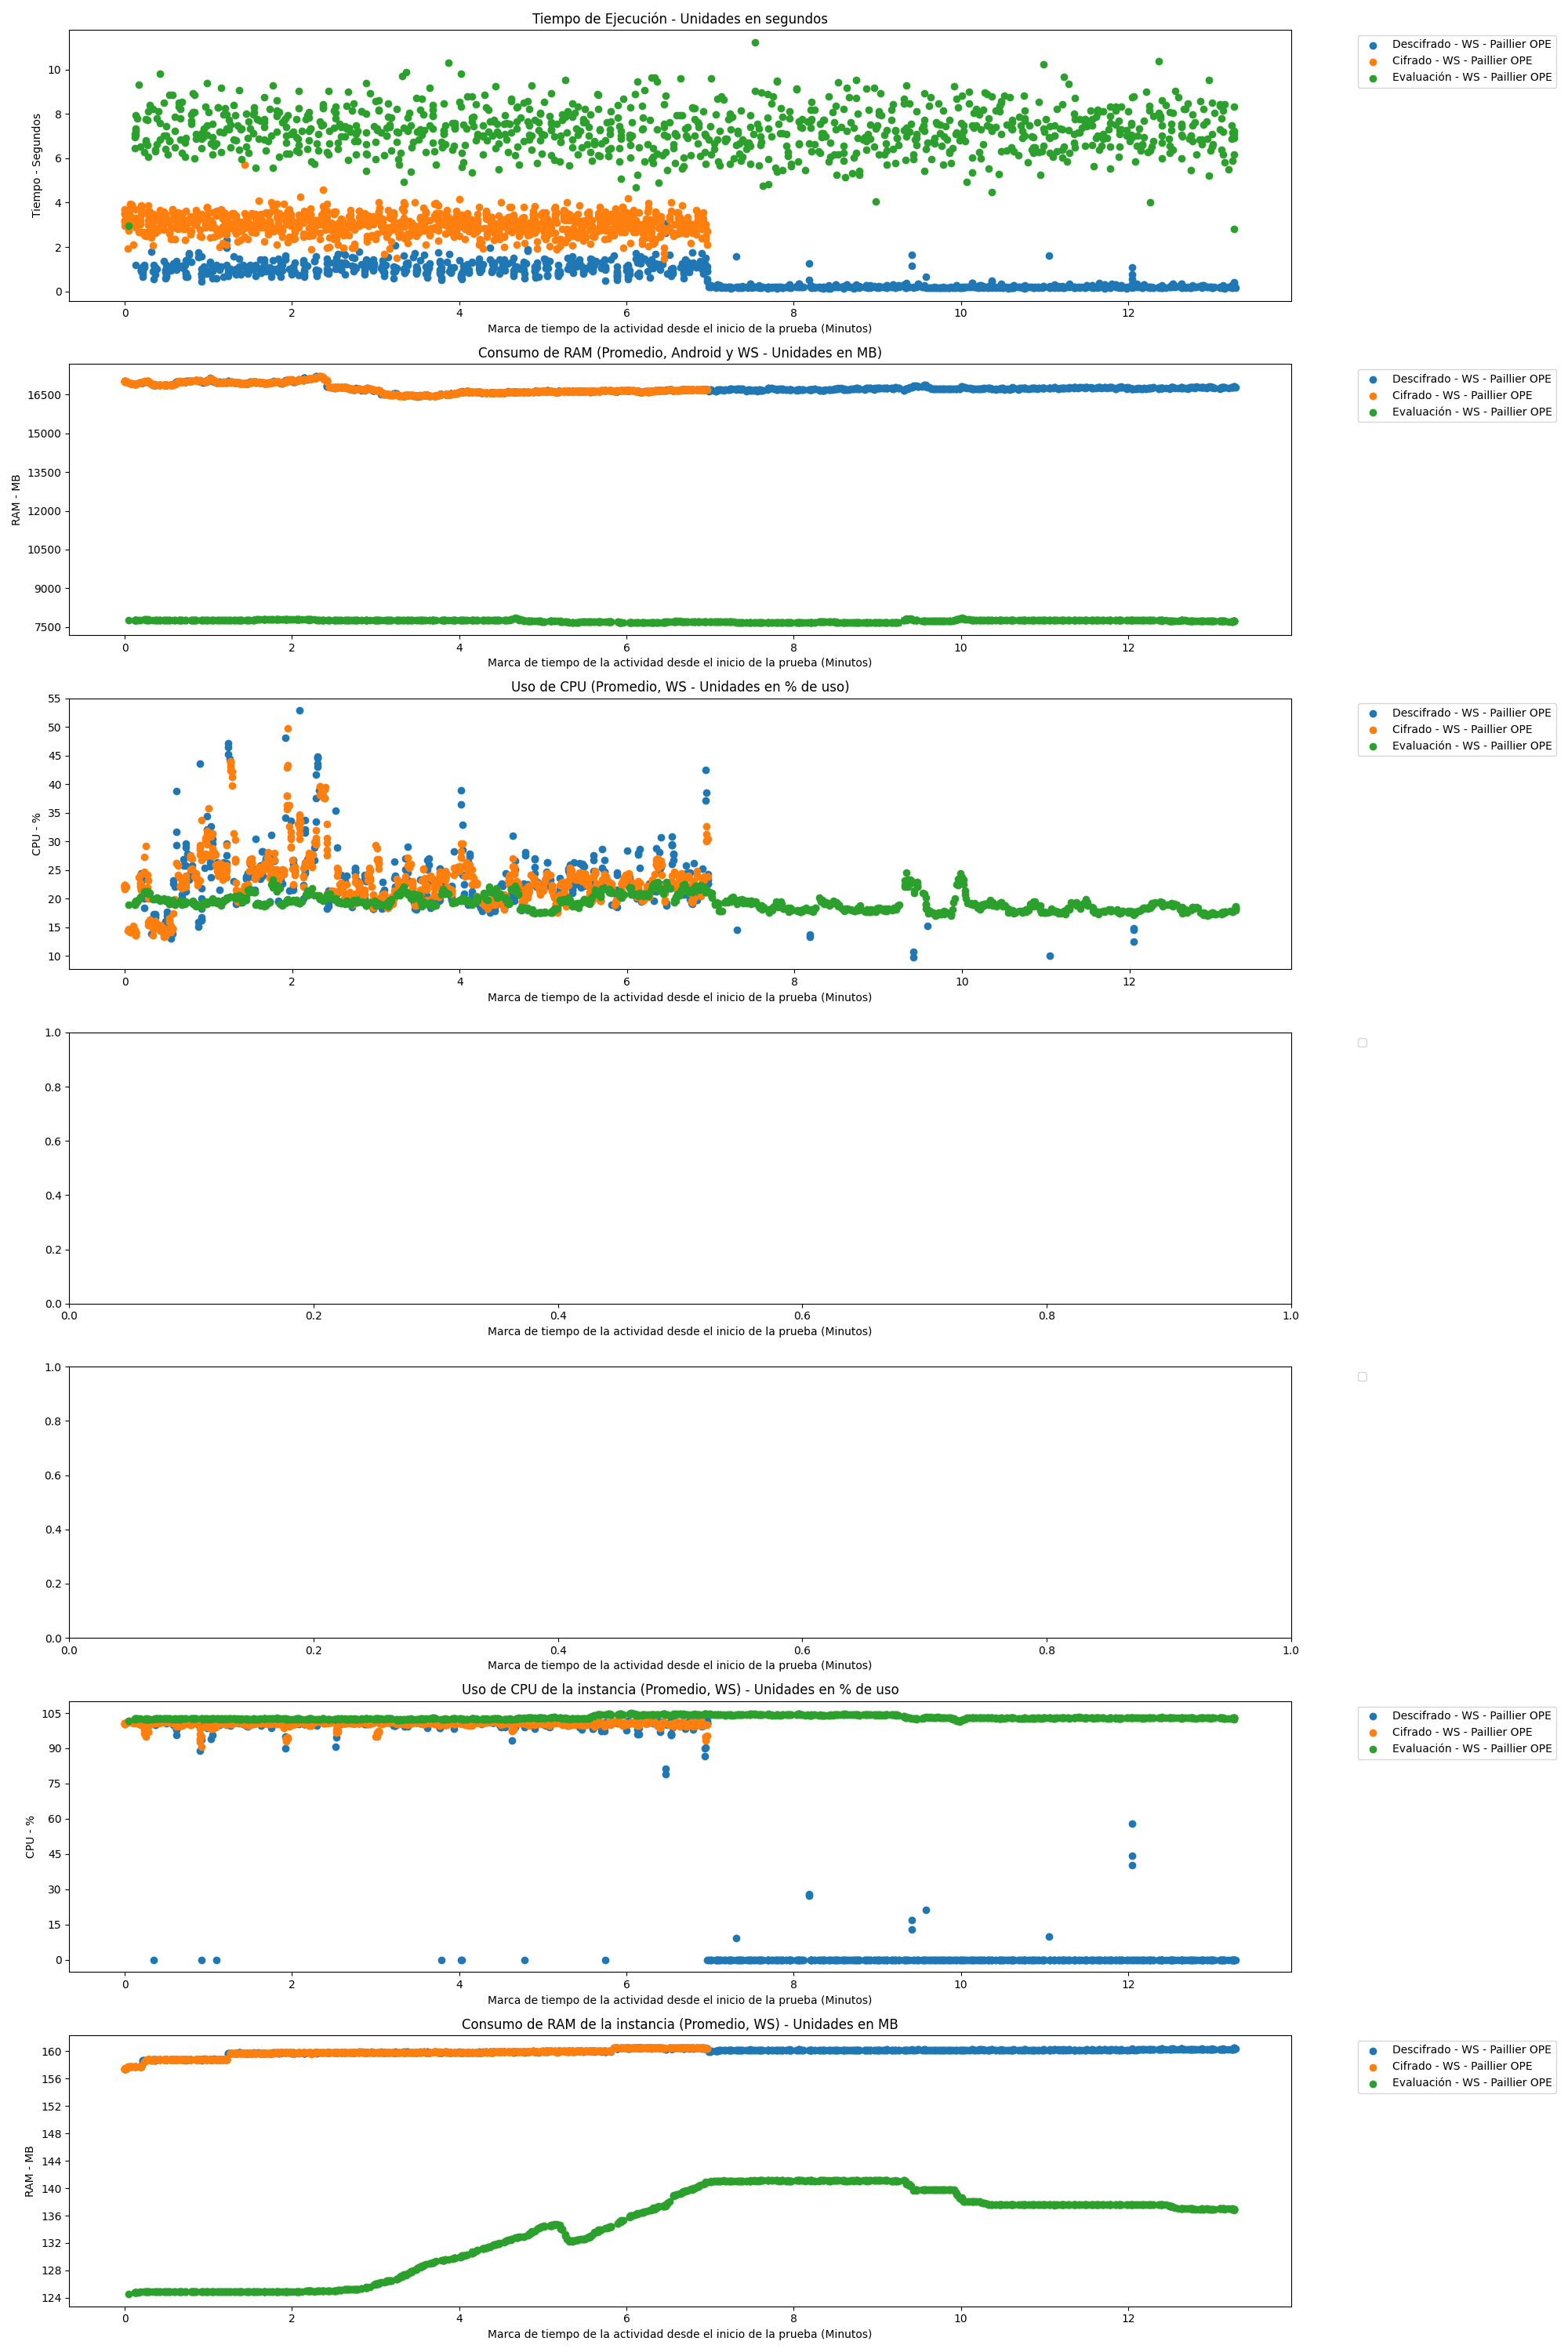 Tiempo de Ejecución - Unidades en segundos
Tiempo - Segundos
10
8
6
4
2
0
0 2 4 6 8 10 12
Marca de tiempo de la actividad desde el inicio de la prueba (Minutos)
Descifrado - WS - Paillier OPE
Cifrado - WS - Paillier OPE
Evaluación - WS - Paillier OPE
Consumo de RAM (Promedio, Android y WS - Unidades en MB)
RAM - MB
16500
15000
13500
12000
10500
9000
7500
0 2 4 6 8 10 12
Marca de tiempo de la actividad desde el inicio de la prueba (Minutos)
Descifrado - WS - Paillier OPE
Cifrado - WS - Paillier OPE
Evaluación - WS - Paillier OPE
Uso de CPU (Promedio, WS - Unidades en % de uso)
CPU - %
55
50
45
40
35
30
25
20
15
10
0 2 4 6 8 10 12
Marca de tiempo de la actividad desde el inicio de la prueba (Minutos)
Descifrado - WS - Paillier OPE
Cifrado - WS - Paillier OPE
Evaluación - WS - Paillier OPE
1.0
0.8
0.6
0.4
0.2
0.0
0.0 0.2 0.4 0.6 0.8 1.0
Marca de tiempo de la actividad desde el inicio de la prueba (Minutos)
1.0
0.8
0.6
0.4
0.2
0.0
0.0 0.2 0.4 0.6 0.8 1.0
Marca de tiempo de la actividad desde el inicio de la prueba (Minutos)
Uso de CPU de la instancia (Promedio, WS) - Unidades en % de uso
CPU - %
105
90
75
60
45
30
15
0
0 2 4 6 8 10 12
Marca de tiempo de la actividad desde el inicio de la prueba (Minutos)
Descifrado - WS - Paillier OPE
Cifrado - WS - Paillier OPE
Evaluación - WS - Paillier OPE
Consumo de RAM de la instancia (Promedio, WS) - Unidades en MB
RAM - MB
160
156
152
148
144
140
136
132
128
124
0 2 4 6 8 10 12
Marca de tiempo de la actividad desde el inicio de la prueba (Minutos)
Descifrado - WS - Paillier OPE
Cifrado - WS - Paillier OPE
Evaluación - WS - Paillier OPE